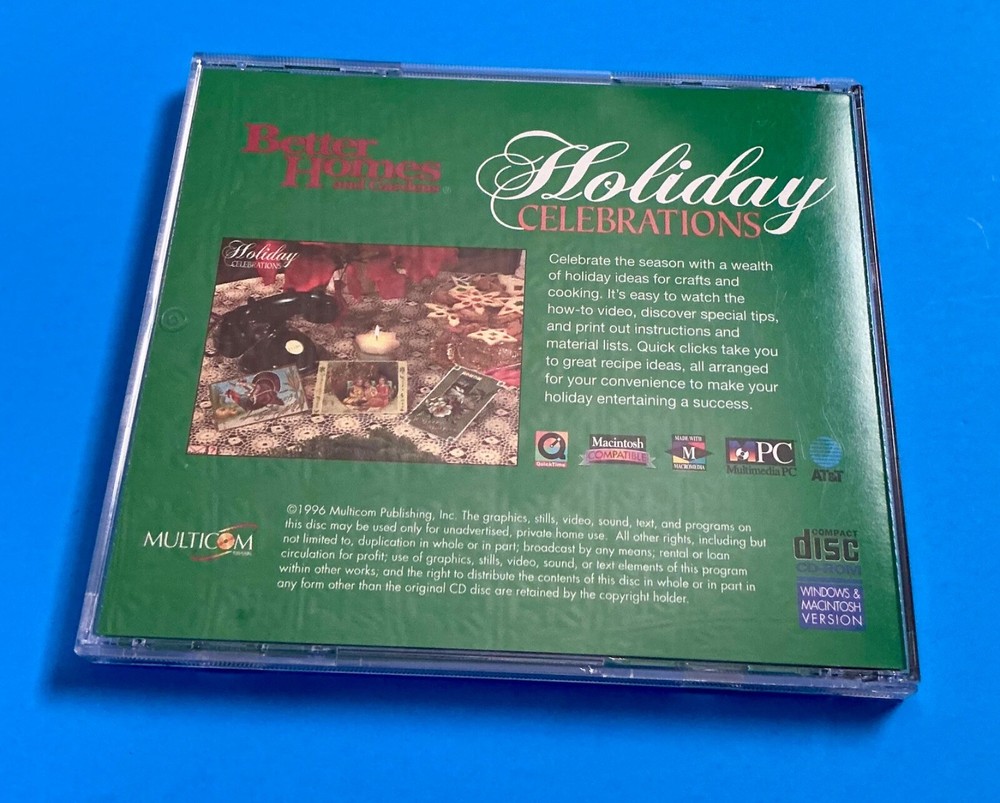 Better
Homes
and Gardens®
Holiday
CELEBRATIONS
Holiday
CELEBRATIONS
Celebrate the season with a wealth
of holiday ideas for crafts and
cooking. It's easy to watch the
how-to video, discover special tips,
and print out instructions and
material lists. Quick clicks take you
to great recipe ideas, all arranged
for your convenience to make your
holiday entertaining a success.
QuickTime
Macintosh
COMPATIBLE
MADE WITH
M
MACROMEDIA
MPC
Multimedia PC
AT&T
MULTICOM
©1996 Multicom Publishing, Inc. The graphics, stills, video, sound, text, and programs on
this disc may be used only for unadvertised, private home use. All other rights, including but
not limited to, duplication in whole or in part; broadcast by any means; rental or loan
circulation for profit; use of graphics, stills, video, sound, or text elements of this program
within other works; and the right to distribute the contents of this disc in whole or in part in
any form other than the original CD disc are retained by the copyright holder.
COMPACT
disc
CD-ROM
WINDOWS &
MACINTOSH
VERSION